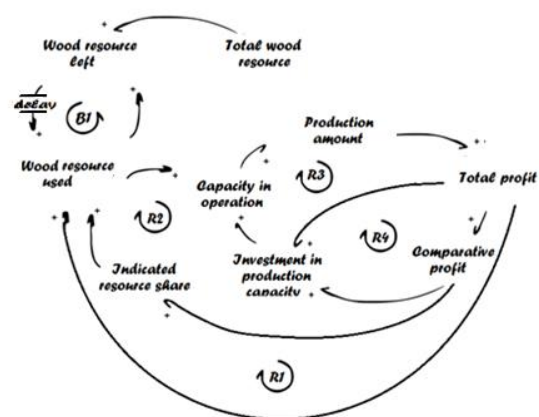 Wood resource
left
Total wood
resource
delay
B1
Production
amount
Wood resource
used
R3
Total profit
Capacity in
operation
R2
R4
Comparative
profit
Indicated
resource share
Investment in
production
capacity
R1
+
+
+
+
+
+
+
+
+
+
+
+
+